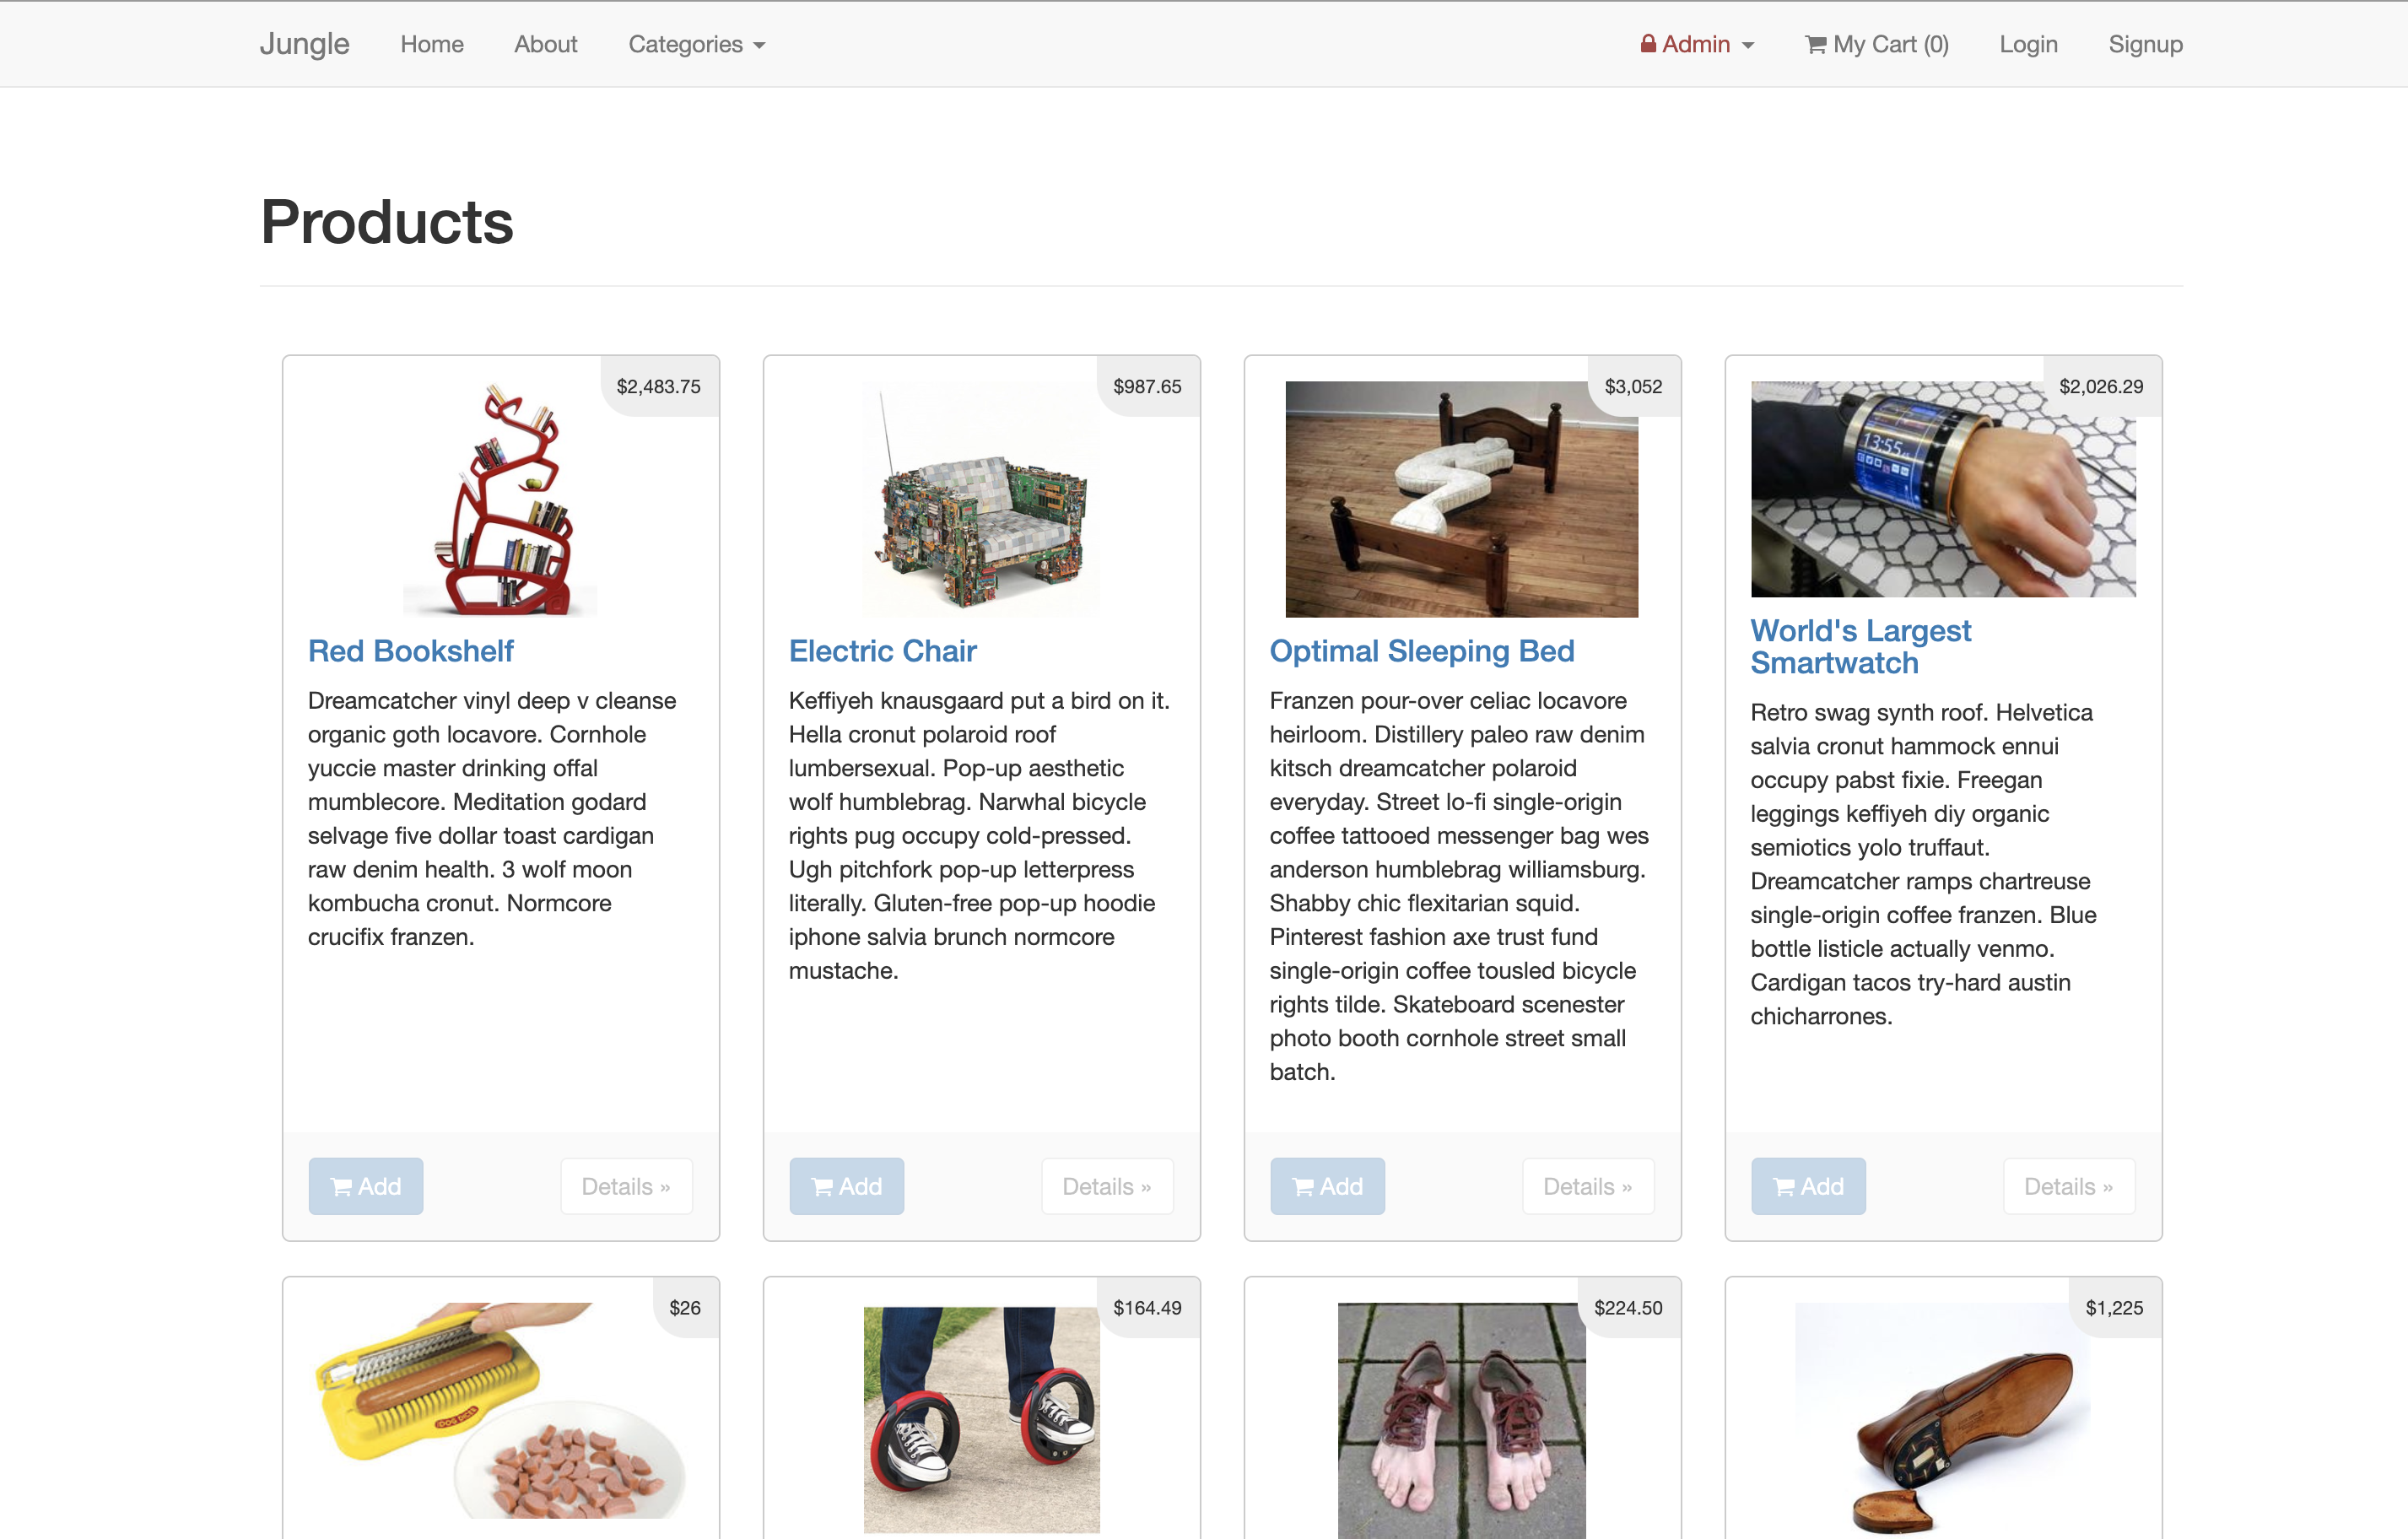 Jungle Home About Categories Admin My Cart (0) Login Signup
Products
$2,483.75
$987.65
$3,052
$2,026.29
13:55
Red Bookshelf
Dreamcatcher vinyl deep v cleanse
organic goth locavore. Cornhole
yuccie master drinking offal
mumblecore. Meditation godard
selvage five dollar toast cardigan
raw denim health. 3 wolf moon
kombucha cronut. Normcore
crucifix franzen.
Add Details »
Electric Chair
Keffiyeh knausgaard put a bird on it.
Hella cronut polaroid roof
lumbersexual. Pop-up aesthetic
wolf humblebrag. Narwhal bicycle
rights pug occupy cold-pressed.
Ugh pitchfork pop-up letterpress
literally. Gluten-free pop-up hoodie
iphone salvia brunch normcore
mustache.
Add Details »
Optimal Sleeping Bed
Franzen pour-over celiac locavore
heirloom. Distillery paleo raw denim
kitsch dreamcatcher polaroid
everyday. Street lo-fi single-origin
coffee tattooed messenger bag wes
anderson humblebrag williamsburg.
Shabby chic flexitarian squid.
Pinterest fashion axe trust fund
single-origin coffee tousled bicycle
rights tilde. Skateboard scenester
photo booth cornhole street small
batch.
Add Details »
World's Largest
Smartwatch
Retro swag synth roof. Helvetica
salvia cronut hammock ennui
occupy pabst fixie. Freegan
leggings keffiyeh diy organic
semiotics yolo truffaut.
Dreamcatcher ramps chartreuse
single-origin coffee franzen. Blue
bottle listicle actually venmo.
Cardigan tacos try-hard austin
chicharrones.
Add Details »
$26
$164.49
$224.50
$1,225